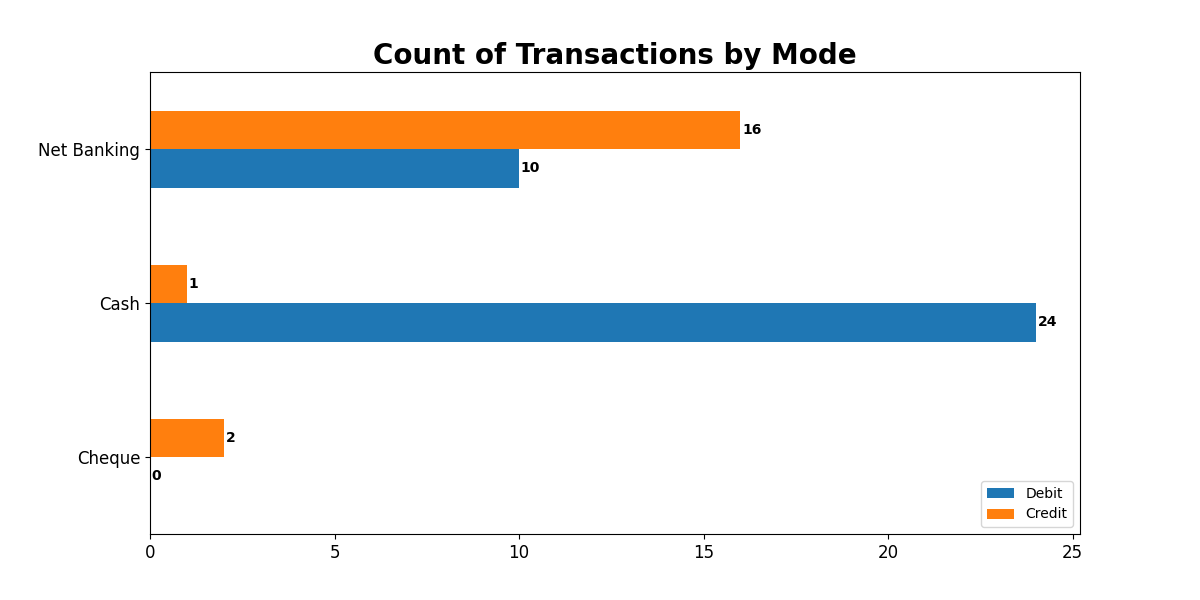 Count of Transactions by Mode
Net Banking
16
10
Cash
1
24
Cheque
2
0
Debit
Credit
0 5 10 15 20 25